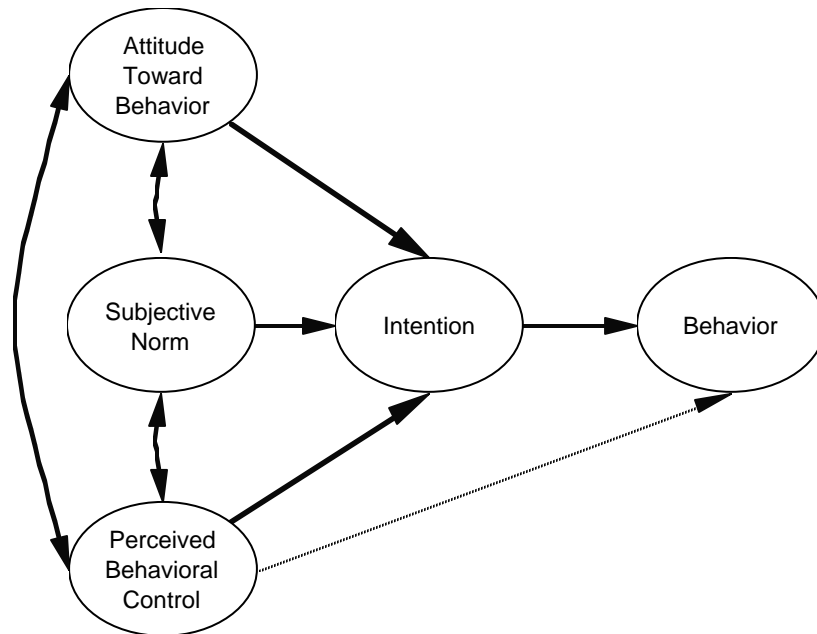 Attitude
Toward
Behavior
Subjective
Norm
Intention
Behavior
Perceived
Behavioral
Control